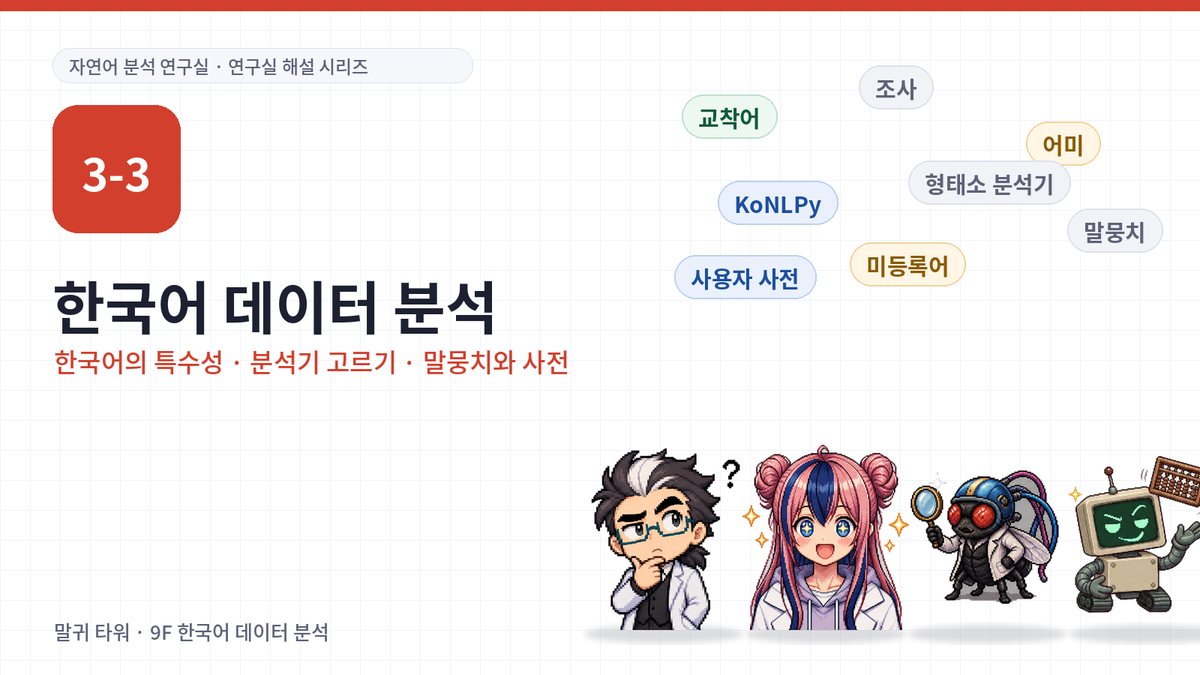 자연어 분석 연구실 · 연구실 해설 시리즈
3-3
한국어 데이터 분석
한국어의 특수성 · 분석기 고르기 · 말뭉치와 사전
조사
교착어
어미
형태소 분석기
KoNLPy
말뭉치
미등록어
사용자 사전
?
말귀 타워 · 9F 한국어 데이터 분석